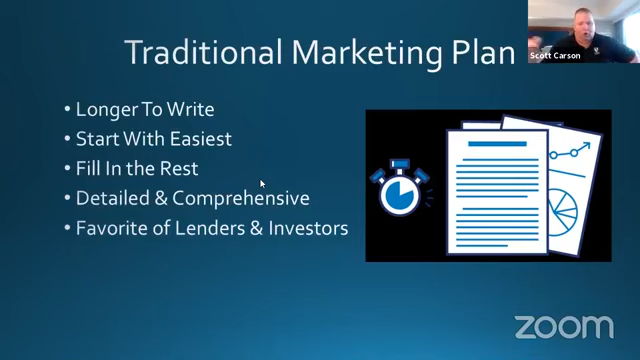 Traditional Marketing Plan
Scott Carson
• Longer To Write
• Start With Easiest
• Fill In the Rest
• Detailed & Comprehensive
• Favorite of Lenders & Investors
zoom